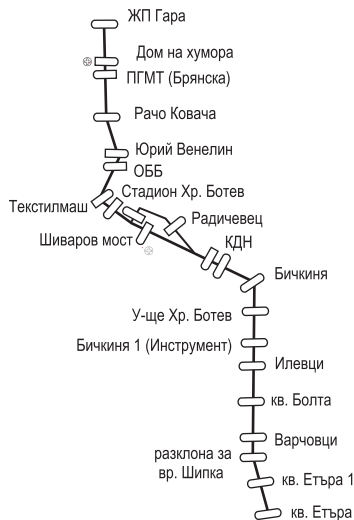 ЖП Гара
Дом на хумора
ПГМТ (Брянска)
Рачо Ковача
Юрий Венелин
ОББ
Стадион Хр. Ботев
Текстилмаш
Радичевец
Шиваров мост
КДН
Бичкиня
У-ще Хр. Ботев
Бичкиня 1 (Инструмент)
Илевци
кв. Болта
Варчовци
разклона за
вр. Шипка
кв. Етъра 1
кв. Етъра